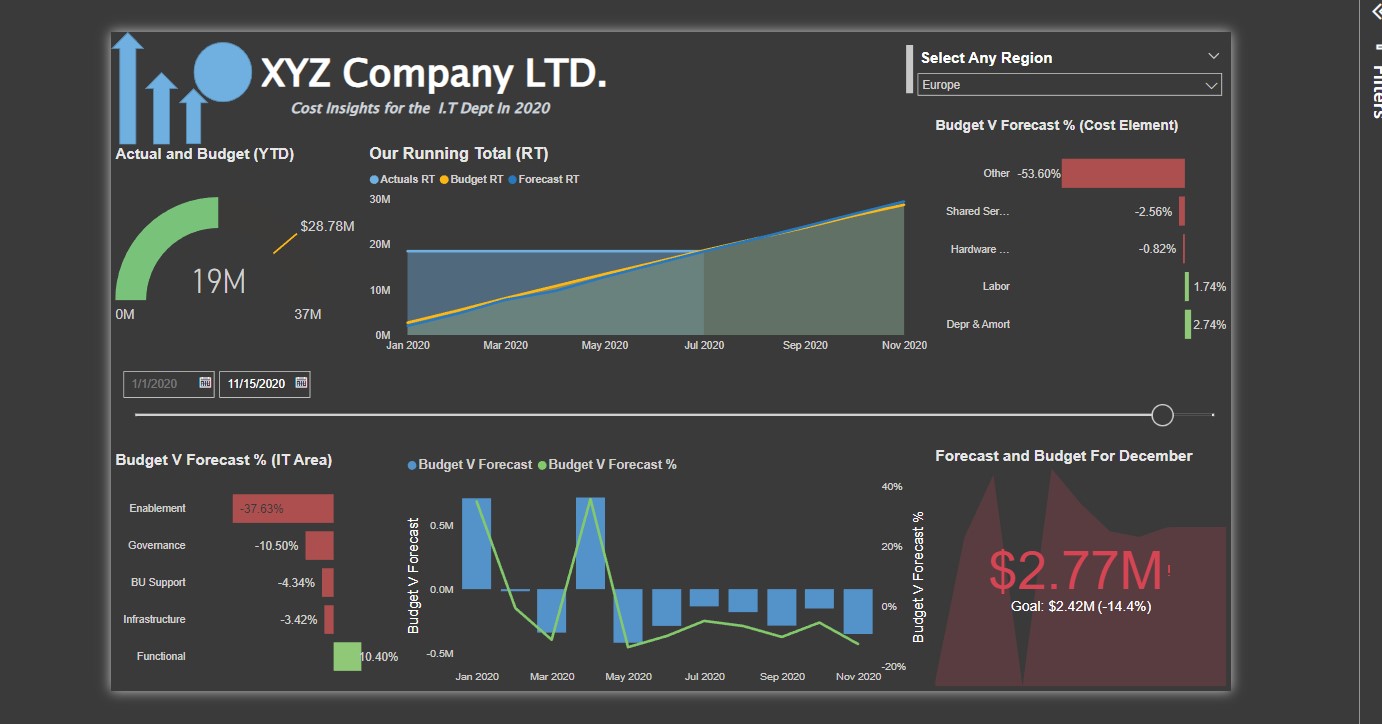 XYZ Company LTD.
Cost Insights for the I.T Dept In 2020
Select Any Region
Europe
Filters
Actual and Budget (YTD)
$28.78M
19M
0M
37M
Our Running Total (RT)
Actuals RT Budget RT Forecast RT
30M
20M
10M
0M
Jan 2020 Mar 2020 May 2020 Jul 2020 Sep 2020 Nov 2020
Budget V Forecast % (Cost Element)
Other -53.60%
Shared Ser... -2.56%
Hardware ... -0.82%
Labor 1.74%
Depr & Amort 2.74%
1/1/2020 11/15/2020
Budget V Forecast % (IT Area)
Enablement -37.63%
Governance -10.50%
BU Support -4.34%
Infrastructure -3.42%
Functional 10.40%
Budget V Forecast Budget V Forecast %
Budget V Forecast
0.5M
0.0M
-0.5M
40%
20%
0%
-20%
Budget V Forecast %
Jan 2020 Mar 2020 May 2020 Jul 2020 Sep 2020 Nov 2020
Forecast and Budget For December
$2.77M!
Goal: $2.42M (-14.4%)